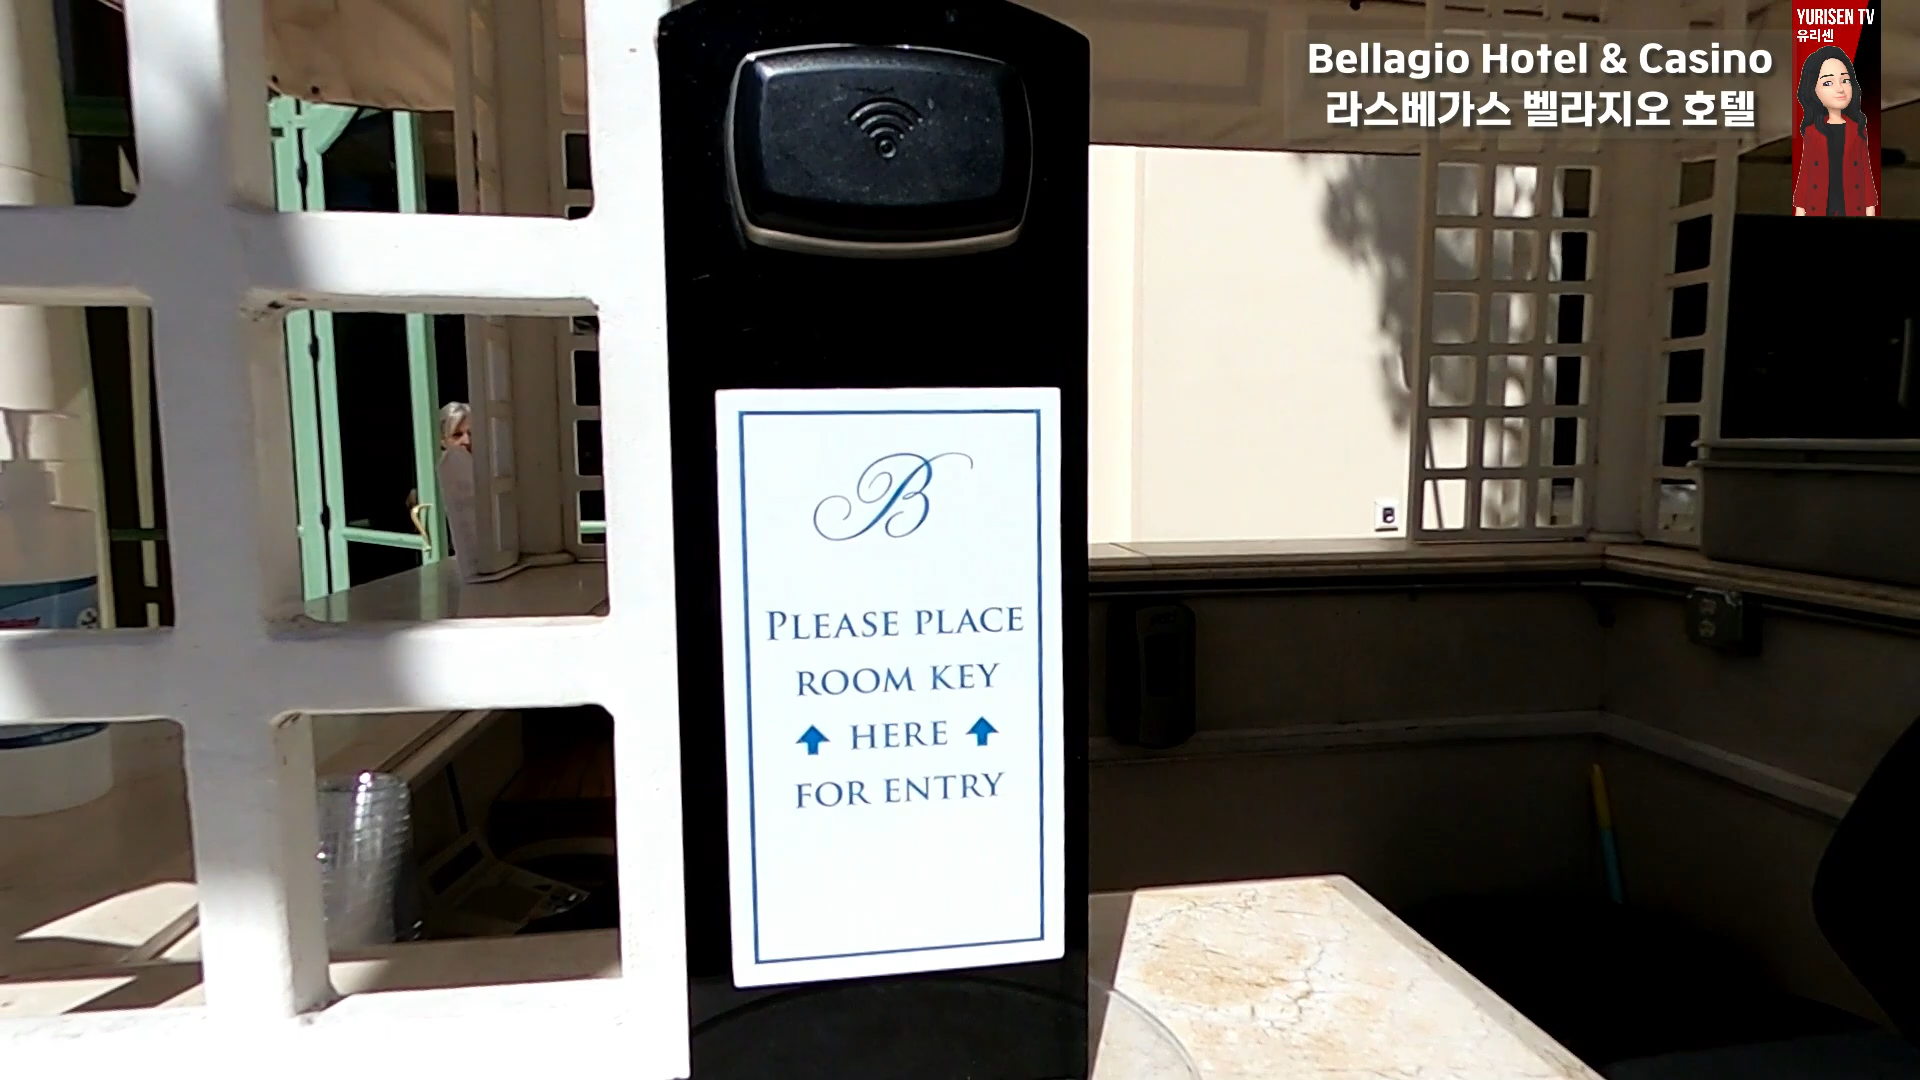 YURISEN TV
유리센
Bellagio Hotel & Casino
라스베가스 벨라지오 호텔
B
PLEASE PLACE
ROOM KEY
HERE
FOR ENTRY